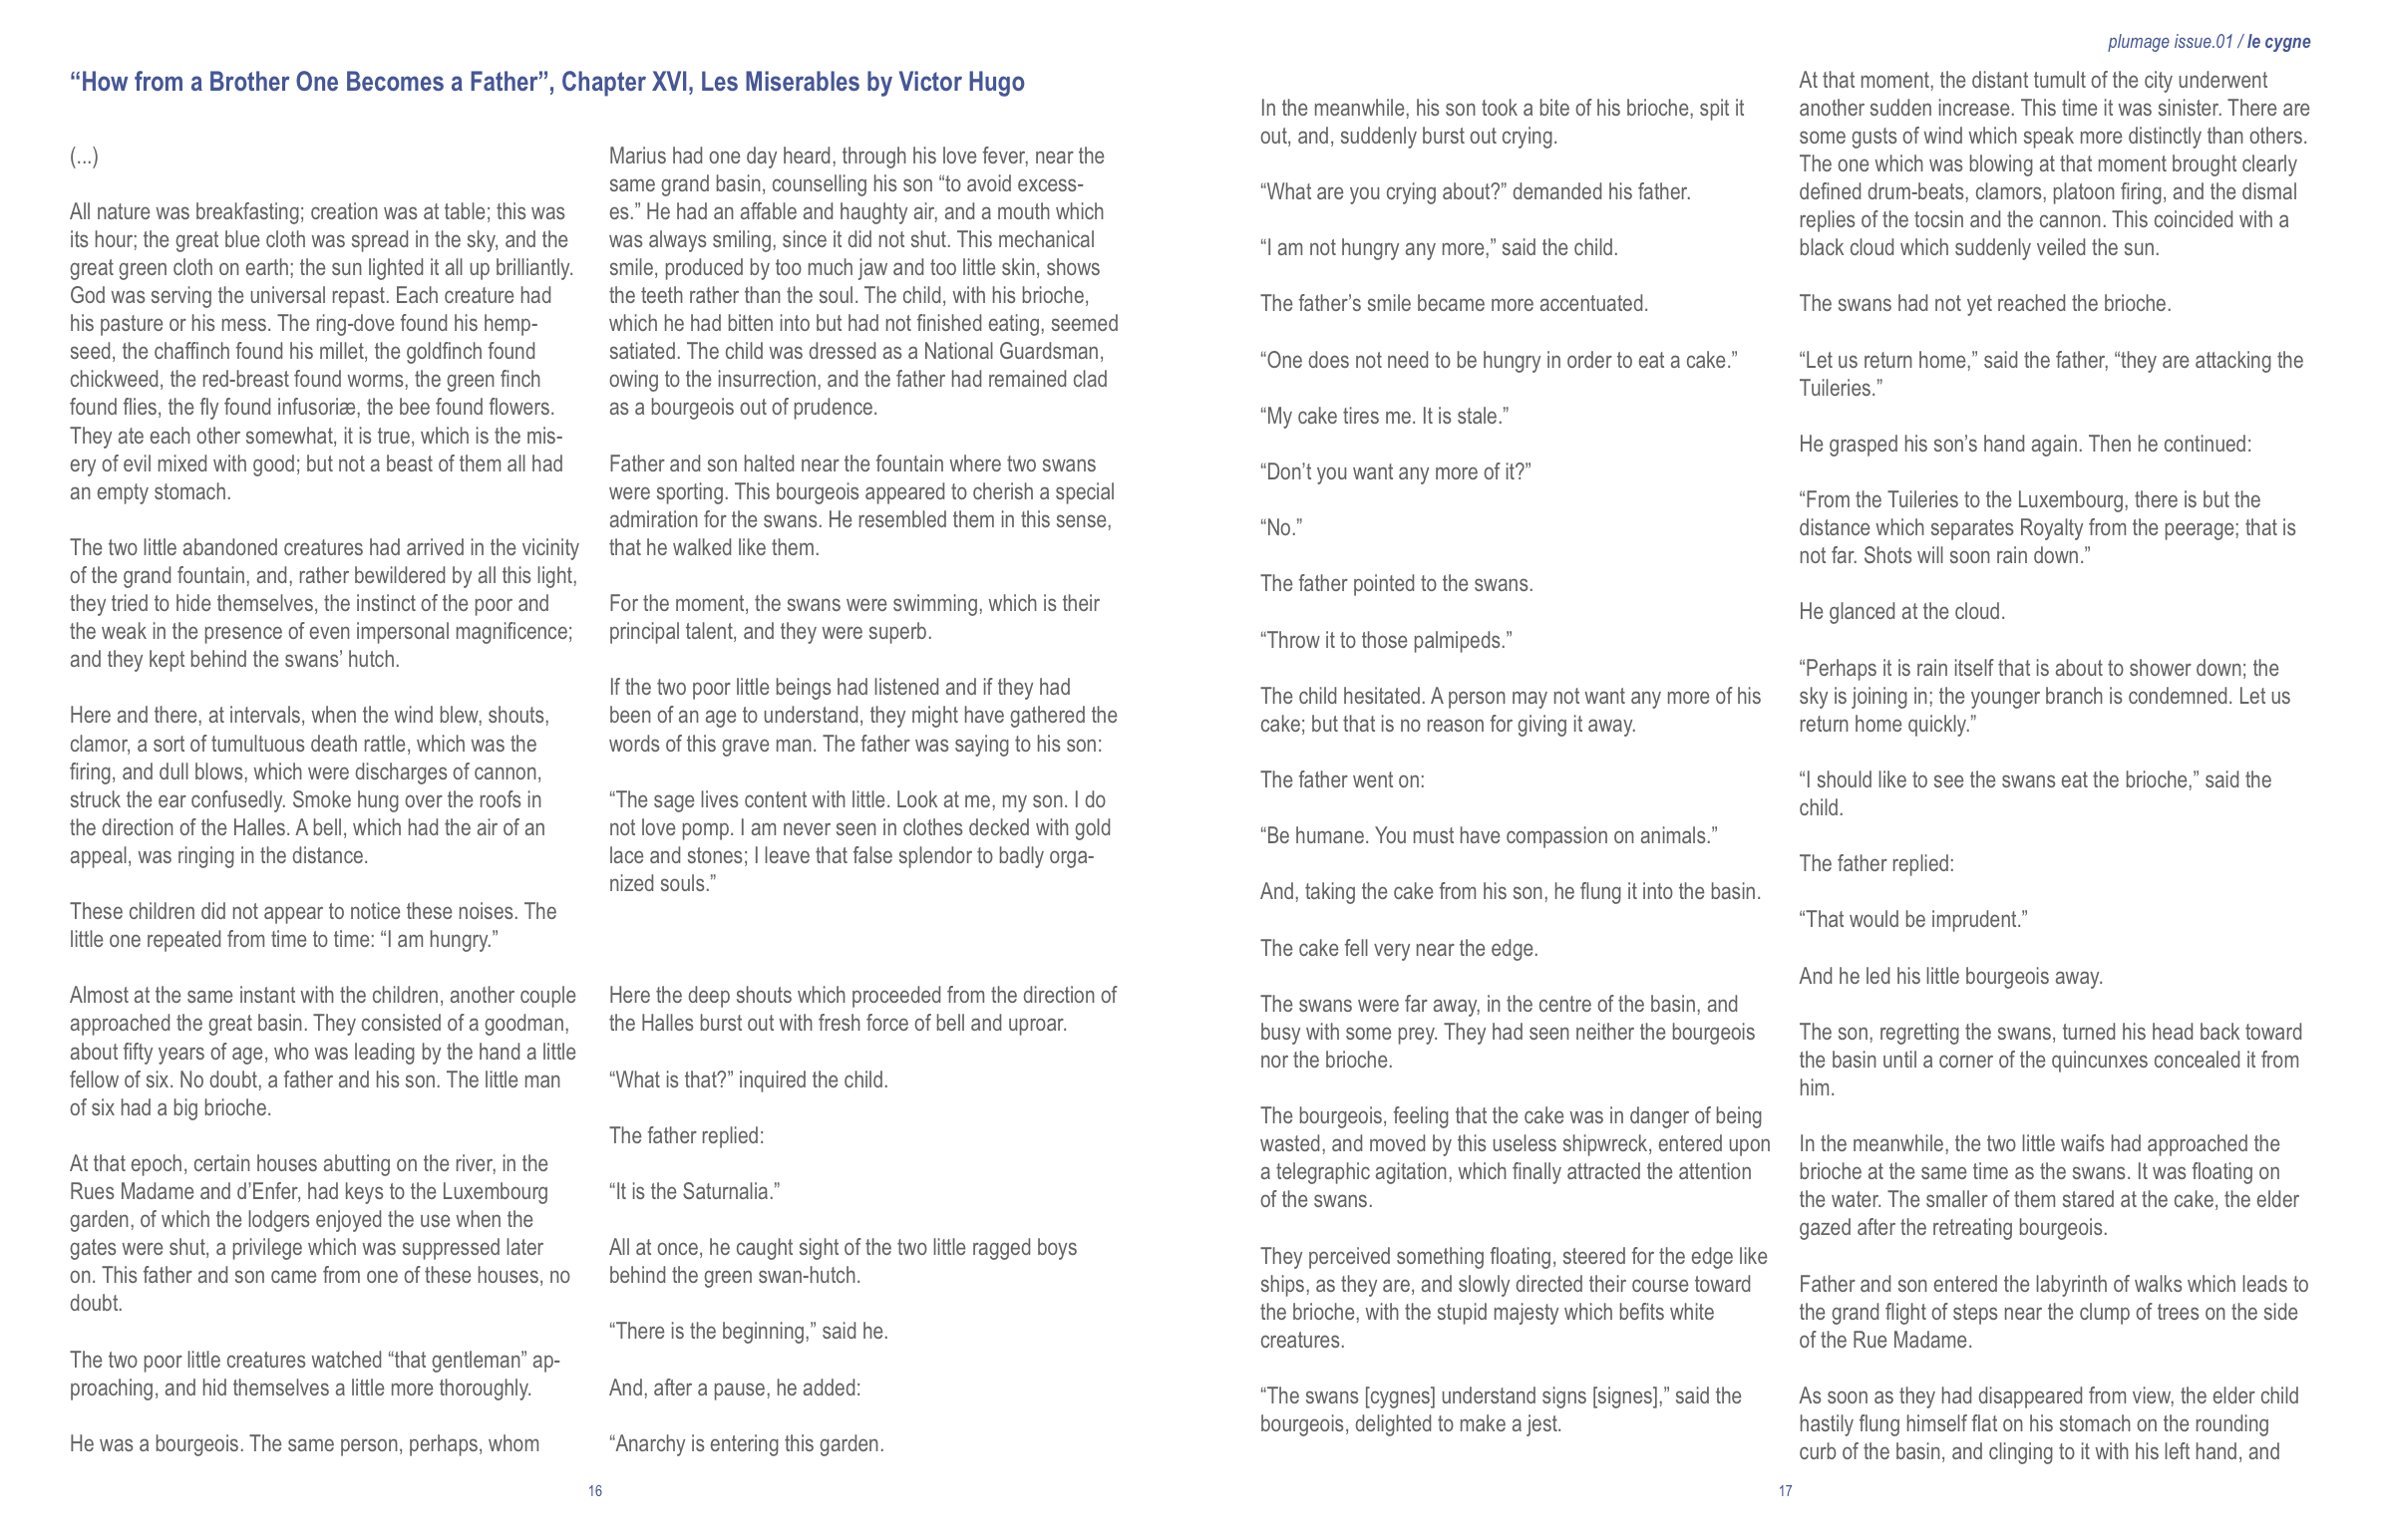 plumage issue.01 / le cygne
“How from a Brother One Becomes a Father”, Chapter XVI, Les Miserables by Victor Hugo
(...)
All nature was breakfasting; creation was at table; this was
its hour; the great blue cloth was spread in the sky, and the
great green cloth on earth; the sun lighted it all up brilliantly.
God was serving the universal repast. Each creature had
his pasture or his mess. The ring-dove found his hemp-
seed, the chaffinch found his millet, the goldfinch found
chickweed, the red-breast found worms, the green finch
found flies, the fly found infusoriæ, the bee found flowers.
They ate each other somewhat, it is true, which is the mis-
ery of evil mixed with good; but not a beast of them all had
an empty stomach.
The two little abandoned creatures had arrived in the vicinity
of the grand fountain, and, rather bewildered by all this light,
they tried to hide themselves, the instinct of the poor and
the weak in the presence of even impersonal magnificence;
and they kept behind the swans’ hutch.
Here and there, at intervals, when the wind blew, shouts,
clamor, a sort of tumultuous death rattle, which was the
firing, and dull blows, which were discharges of cannon,
struck the ear confusedly. Smoke hung over the roofs in
the direction of the Halles. A bell, which had the air of an
appeal, was ringing in the distance.
These children did not appear to notice these noises. The
little one repeated from time to time: “I am hungry.”
Almost at the same instant with the children, another couple
approached the great basin. They consisted of a goodman,
about fifty years of age, who was leading by the hand a little
fellow of six. No doubt, a father and his son. The little man
of six had a big brioche.
At that epoch, certain houses abutting on the river, in the
Rues Madame and d’Enfer, had keys to the Luxembourg
garden, of which the lodgers enjoyed the use when the
gates were shut, a privilege which was suppressed later
on. This father and son came from one of these houses, no
doubt.
The two poor little creatures watched “that gentleman” ap-
proaching, and hid themselves a little more thoroughly.
He was a bourgeois. The same person, perhaps, whom
Marius had one day heard, through his love fever, near the
same grand basin, counselling his son “to avoid excess-
es.” He had an affable and haughty air, and a mouth which
was always smiling, since it did not shut. This mechanical
smile, produced by too much jaw and too little skin, shows
the teeth rather than the soul. The child, with his brioche,
which he had bitten into but had not finished eating, seemed
satiated. The child was dressed as a National Guardsman,
owing to the insurrection, and the father had remained clad
as a bourgeois out of prudence.
Father and son halted near the fountain where two swans
were sporting. This bourgeois appeared to cherish a special
admiration for the swans. He resembled them in this sense,
that he walked like them.
For the moment, the swans were swimming, which is their
principal talent, and they were superb.
If the two poor little beings had listened and if they had
been of an age to understand, they might have gathered the
words of this grave man. The father was saying to his son:
“The sage lives content with little. Look at me, my son. I do
not love pomp. I am never seen in clothes decked with gold
lace and stones; I leave that false splendor to badly orga-
nized souls.”
Here the deep shouts which proceeded from the direction of
the Halles burst out with fresh force of bell and uproar.
“What is that?” inquired the child.
The father replied:
“It is the Saturnalia.”
All at once, he caught sight of the two little ragged boys
behind the green swan-hutch.
“There is the beginning,” said he.
And, after a pause, he added:
“Anarchy is entering this garden.
16
In the meanwhile, his son took a bite of his brioche, spit it
out, and, suddenly burst out crying.
“What are you crying about?” demanded his father.
“I am not hungry any more,” said the child.
The father’s smile became more accentuated.
“One does not need to be hungry in order to eat a cake.”
“My cake tires me. It is stale.”
“Don’t you want any more of it?”
“No.”
The father pointed to the swans.
“Throw it to those palmipeds.”
The child hesitated. A person may not want any more of his
cake; but that is no reason for giving it away.
The father went on:
“Be humane. You must have compassion on animals.”
And, taking the cake from his son, he flung it into the basin.
The cake fell very near the edge.
The swans were far away, in the centre of the basin, and
busy with some prey. They had seen neither the bourgeois
nor the brioche.
The bourgeois, feeling that the cake was in danger of being
wasted, and moved by this useless shipwreck, entered upon
a telegraphic agitation, which finally attracted the attention
of the swans.
They perceived something floating, steered for the edge like
ships, as they are, and slowly directed their course toward
the brioche, with the stupid majesty which befits white
creatures.
“The swans [cygnes] understand signs [signes],” said the
bourgeois, delighted to make a jest.
At that moment, the distant tumult of the city underwent
another sudden increase. This time it was sinister. There are
some gusts of wind which speak more distinctly than others.
The one which was blowing at that moment brought clearly
defined drum-beats, clamors, platoon firing, and the dismal
replies of the tocsin and the cannon. This coincided with a
black cloud which suddenly veiled the sun.
The swans had not yet reached the brioche.
“Let us return home,” said the father, “they are attacking the
Tuileries.”
He grasped his son’s hand again. Then he continued:
“From the Tuileries to the Luxembourg, there is but the
distance which separates Royalty from the peerage; that is
not far. Shots will soon rain down.”
He glanced at the cloud.
“Perhaps it is rain itself that is about to shower down; the
sky is joining in; the younger branch is condemned. Let us
return home quickly.”
“I should like to see the swans eat the brioche,” said the
child.
The father replied:
“That would be imprudent.”
And he led his little bourgeois away.
The son, regretting the swans, turned his head back toward
the basin until a corner of the quincunxes concealed it from
him.
In the meanwhile, the two little waifs had approached the
brioche at the same time as the swans. It was floating on
the water. The smaller of them stared at the cake, the elder
gazed after the retreating bourgeois.
Father and son entered the labyrinth of walks which leads to
the grand flight of steps near the clump of trees on the side
of the Rue Madame.
As soon as they had disappeared from view, the elder child
hastily flung himself flat on his stomach on the rounding
curb of the basin, and clinging to it with his left hand, and
17